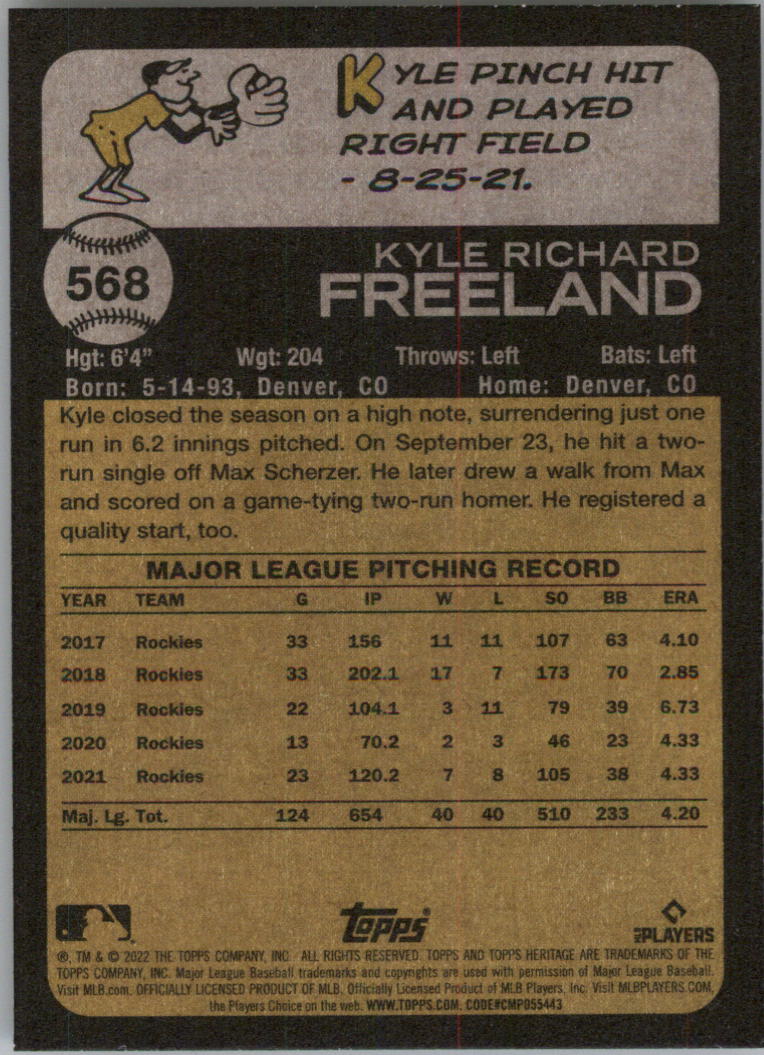 KYLE PINCH HIT
AND PLAYED
RIGHT FIELD
- 8-25-21.
568
KYLE RICHARD
FREELAND
Hgt: 6'4" Wgt: 204 Throws: Left Bats: Left
Born: 5-14-93, Denver, CO Home: Denver, CO
Kyle closed the season on a high note, surrendering just one
run in 6.2 innings pitched. On September 23, he hit a two-
run single off Max Scherzer. He later drew a walk from Max
and scored on a game-tying two-run homer. He registered a
quality start, too.
MAJOR LEAGUE PITCHING RECORD
YEAR TEAM G IP W L SO BB ERA
2017 Rockies 33 156 11 11 107 63 4.10
2018 Rockies 33 202.1 17 7 173 70 2.85
2019 Rockies 22 104.1 3 11 79 39 6.73
2020 Rockies 13 70.2 2 3 46 23 4.33
2021 Rockies 23 120.2 7 8 105 38 4.33
Maj. Lg. Tot. 124 654 40 40 510 233 4.20
Topps
MLB PLAYERS
®, TM & © 2022 THE TOPPS COMPANY, INC. ALL RIGHTS RESERVED. TOPPS AND TOPPS HERITAGE ARE TRADEMARKS OF THE
TOPPS COMPANY, INC. Major League Baseball trademarks and copyrights are used with permission of Major League Baseball.
Visit MLB.com. OFFICIALLY LICENSED PRODUCT OF MLB. Officially Licensed Product of MLB Players, Inc. Visit MLBPLAYERS.COM,
the Players Choice on the web. WWW.TOPPS.COM. CODE#CMP055443